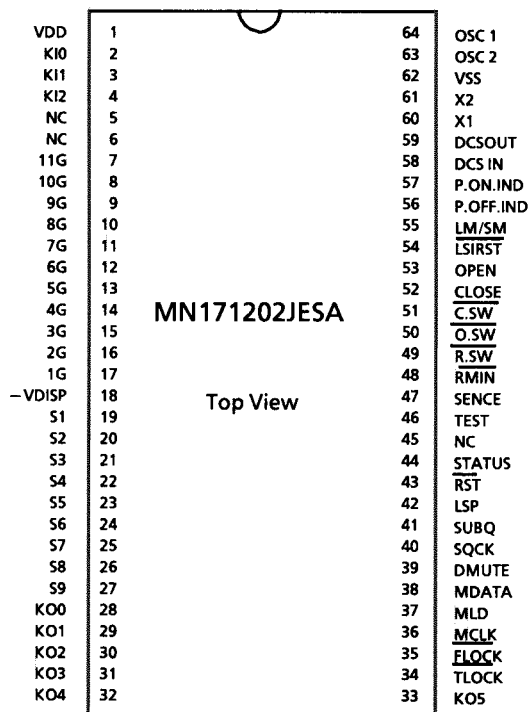 VDD 1 64 OSC 1
KI0 2 63 OSC 2
KI1 3 62 VSS
KI2 4 61 X2
NC 5 60 X1
NC 6 59 DCSOUT
11G 7 58 DCS IN
10G 8 57 P.ON.IND
9G 9 56 P.OFF.IND
8G 10 55 LM/SM
7G 11 54 LSIRST
6G 12 53 OPEN
5G 13 52 CLOSE
4G 14 MN171202JESA 51 C.SW
3G 15 50 O.SW
2G 16 49 R.SW
1G 17 48 RMIN
−VDISP 18 Top View 47 SENCE
S1 19 46 TEST
S2 20 45 NC
S3 21 44 STATUS
S4 22 43 RST
S5 23 42 LSP
S6 24 41 SUBQ
S7 25 40 SQCK
S8 26 39 DMUTE
S9 27 38 MDATA
KO0 28 37 MLD
KO1 29 36 MCLK
KO2 30 35 FLOCK
KO3 31 34 TLOCK
KO4 32 33 KO5